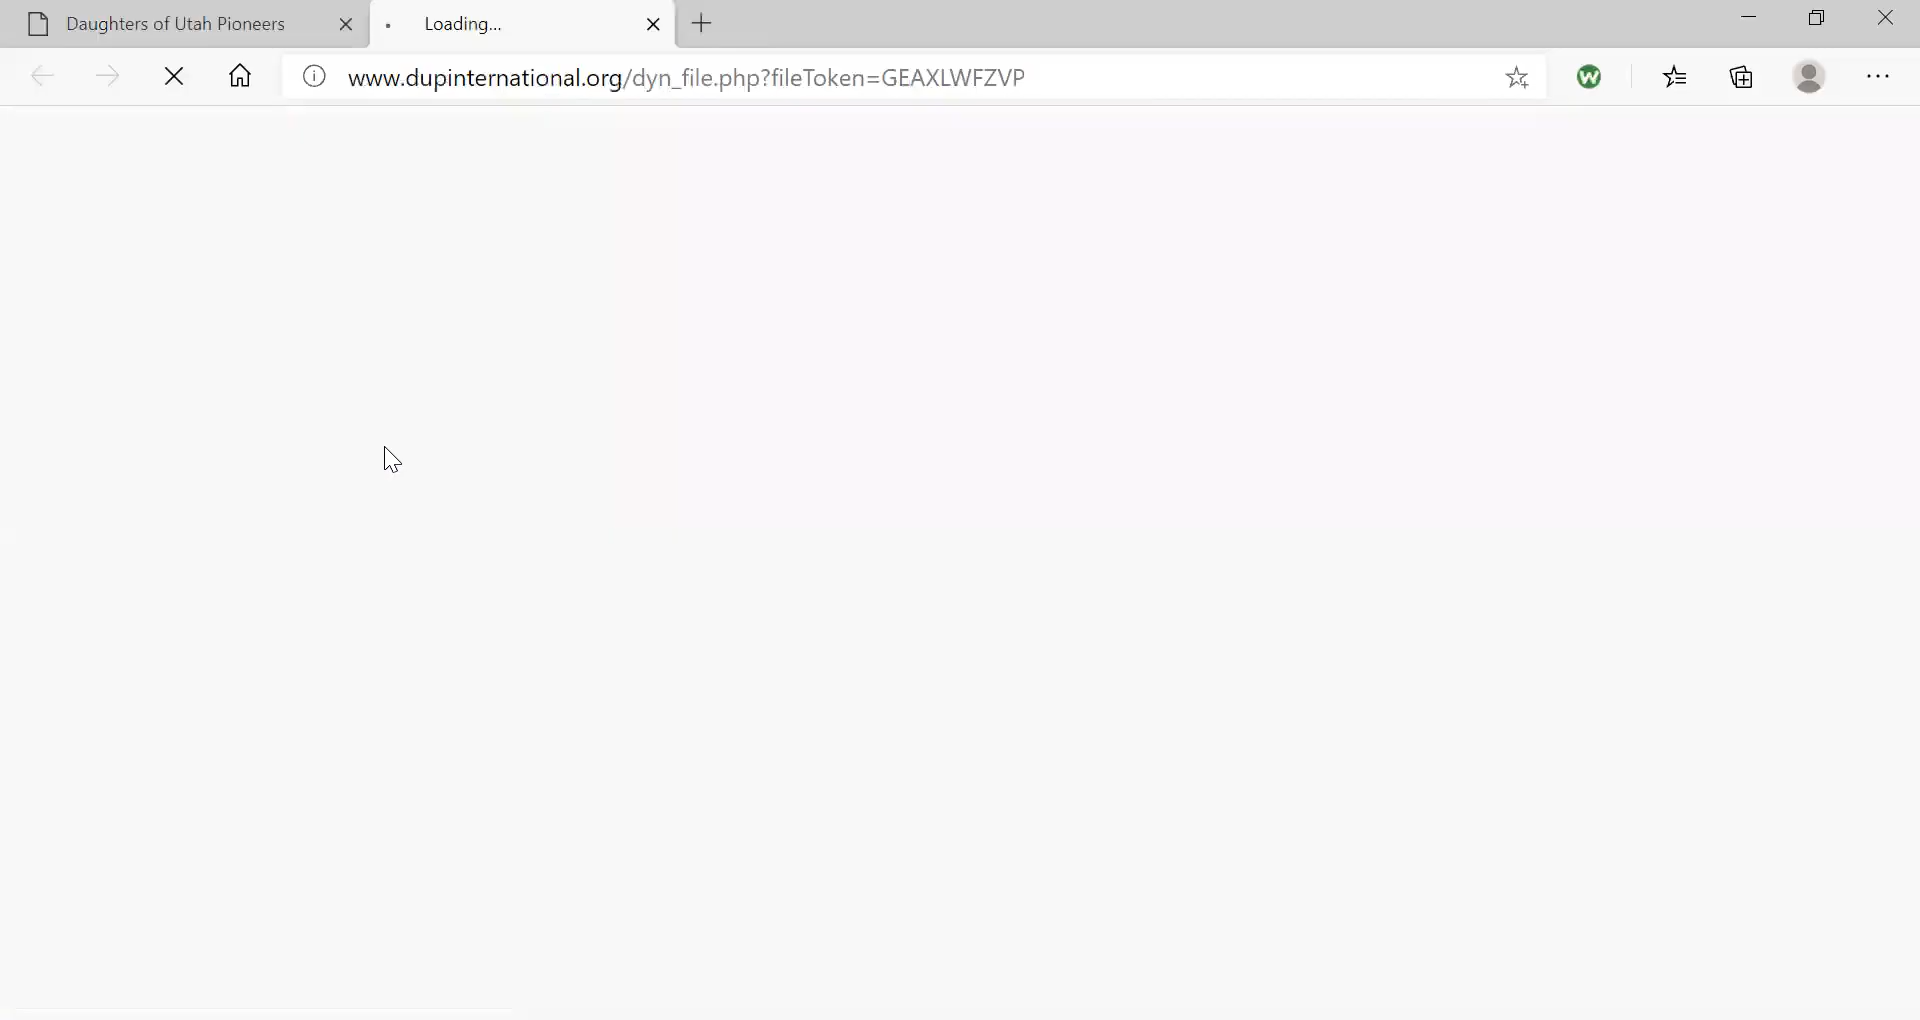 Daughters of Utah Pioneers
Loading...
www.dupinternational.org/dyn_file.php?fileToken=GEAXLWFZVP
W